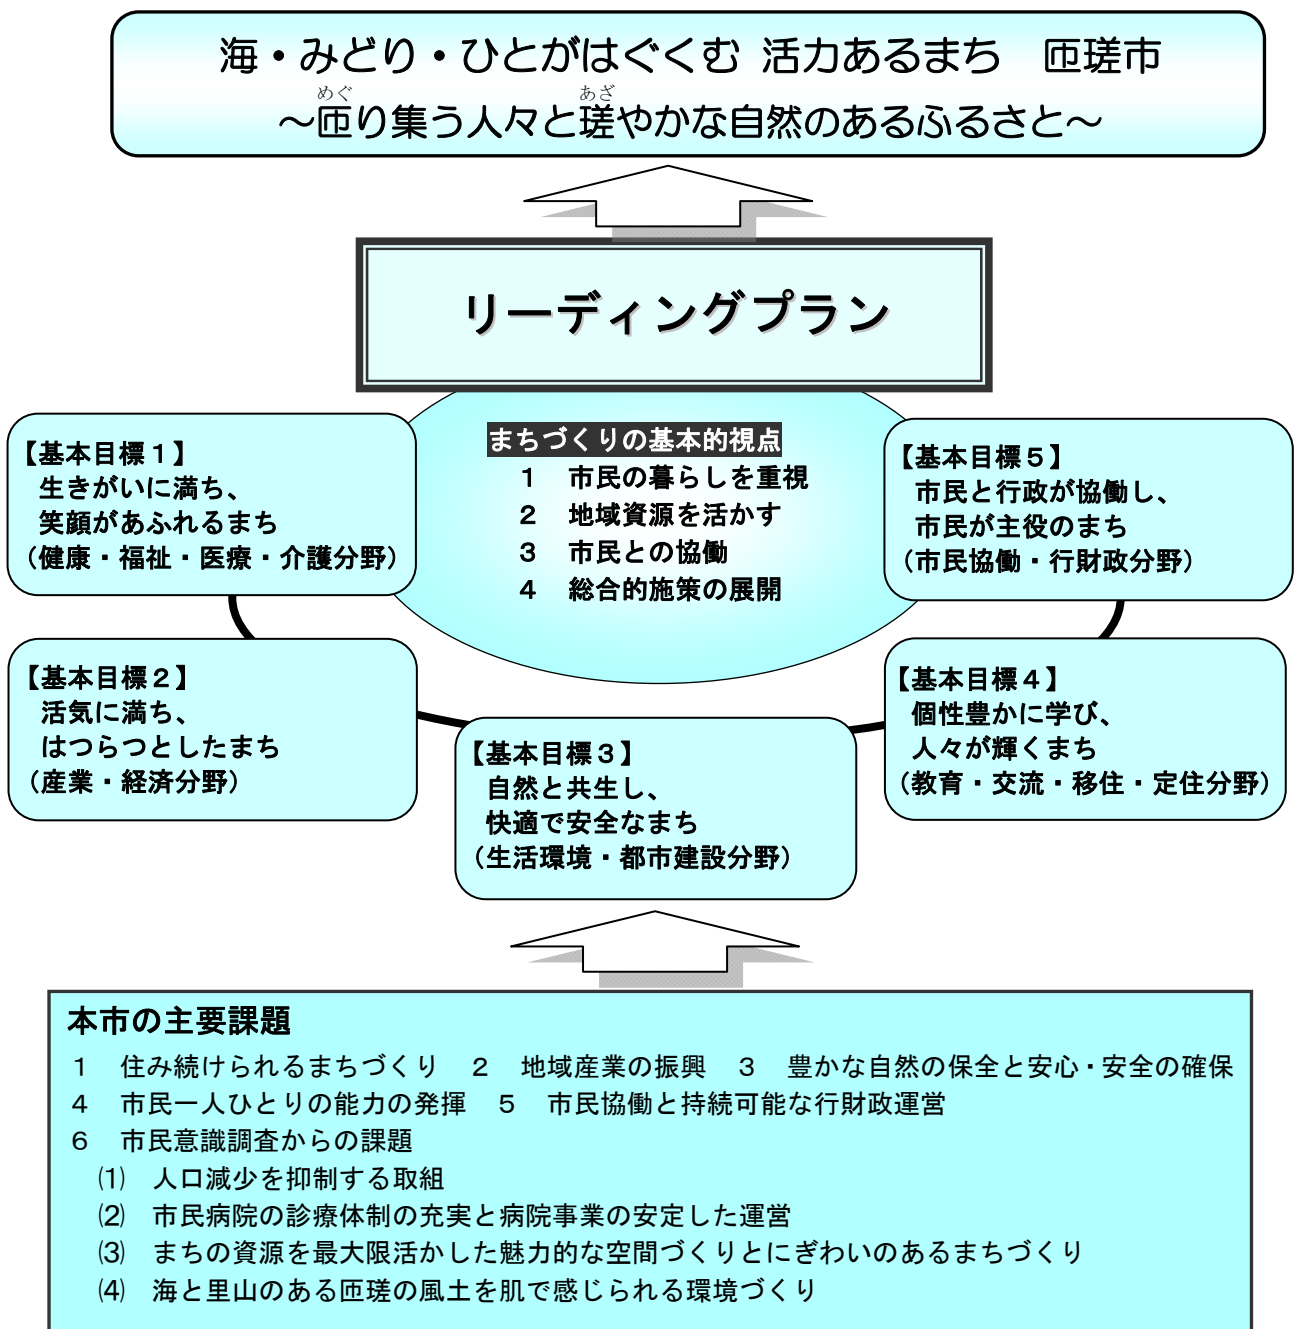 海・みどり・ひとがはぐくむ 活力あるまち　匝瑳市
めぐ　あざ
～匝り集う人々と瑳やかな自然のあるふるさと～
リーディングプラン
まちづくりの基本的視点
１　市民の暮らしを重視
２　地域資源を活かす
３　市民との協働
４　総合的施策の展開
【基本目標１】
生きがいに満ち、
笑顔があふれるまち
（健康・福祉・医療・介護分野）
【基本目標２】
活気に満ち、
はつらつとしたまち
（産業・経済分野）
【基本目標３】
自然と共生し、
快適で安全なまち
（生活環境・都市建設分野）
【基本目標４】
個性豊かに学び、
人々が輝くまち
（教育・交流・移住・定住分野）
【基本目標５】
市民と行政が協働し、
市民が主役のまち
（市民協働・行財政分野）
本市の主要課題
１　住み続けられるまちづくり　２　地域産業の振興　３　豊かな自然の保全と安心・安全の確保
４　市民一人ひとりの能力の発揮　５　市民協働と持続可能な行財政運営
６　市民意識調査からの課題
⑴　人口減少を抑制する取組
⑵　市民病院の診療体制の充実と病院事業の安定した運営
⑶　まちの資源を最大限活かした魅力的な空間づくりとにぎわいのあるまちづくり
⑷　海と里山のある匝瑳の風土を肌で感じられる環境づくり